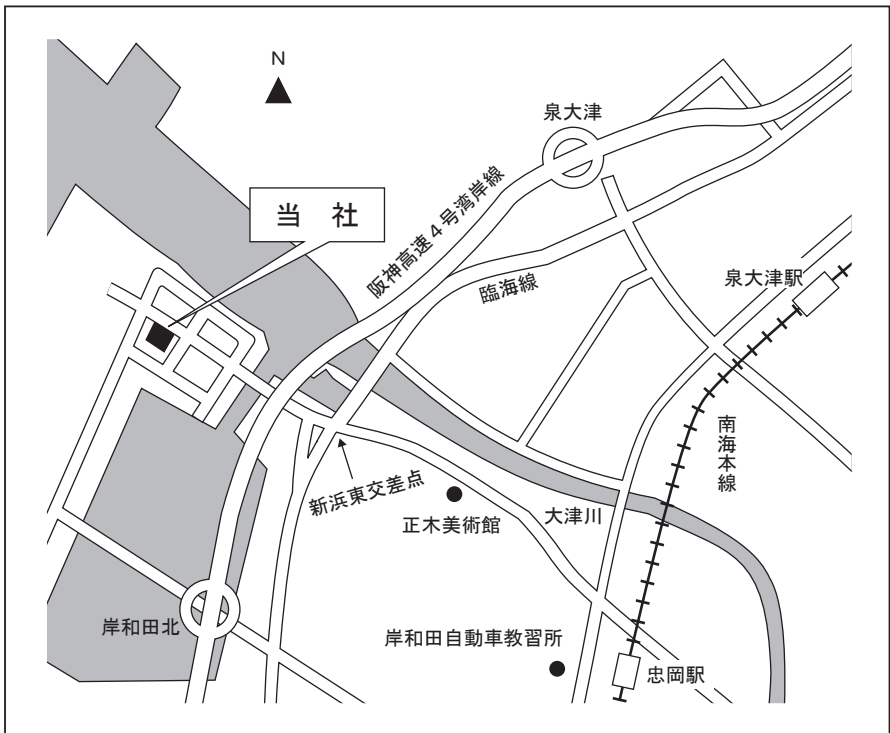 N
泉大津
当　社
阪神高速4号湾岸線
臨海線
泉大津駅
南海本線
新浜東交差点
正木美術館
大津川
岸和田北
岸和田自動車教習所
忠岡駅